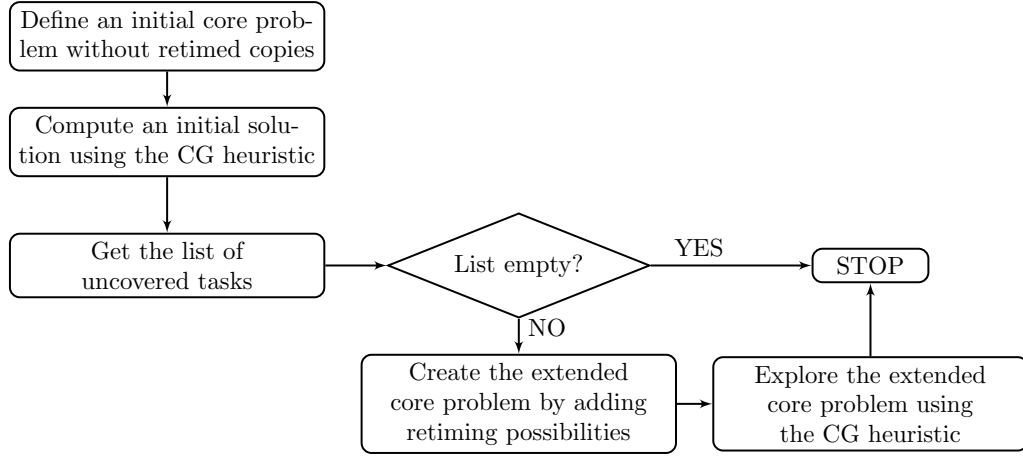 Define an initial core prob-
lem without retimed copies
Compute an initial solu-
tion using the CG heuristic
Get the list of
uncovered tasks
List empty?
YES
STOP
NO
Create the extended
core problem by adding
retiming possibilities
Explore the extended
core problem using
the CG heuristic